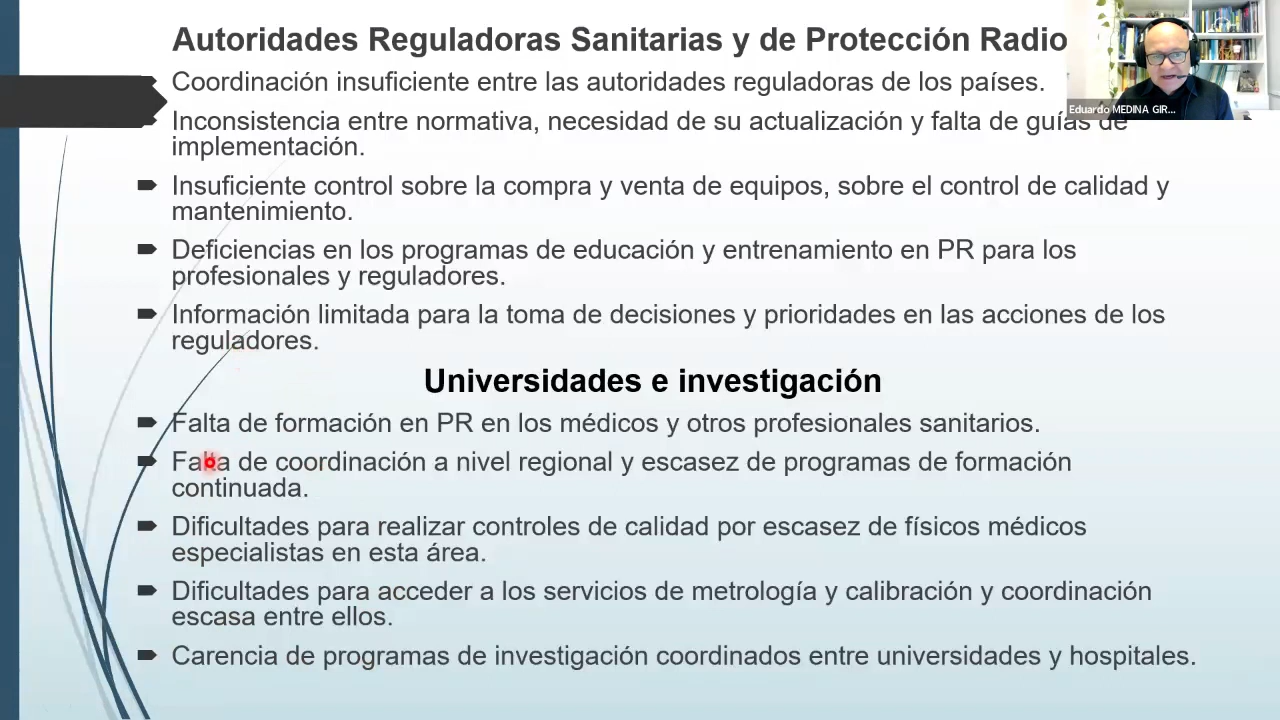 Autoridades Reguladoras Sanitarias y de Protección Radio
Coordinación insuficiente entre las autoridades reguladoras de los países.
Eduardo MEDINA GIR...
Inconsistencia entre normativa, necesidad de su actualización y falta de guías de
implementación.
Insuficiente control sobre la compra y venta de equipos, sobre el control de calidad y
mantenimiento.
Deficiencias en los programas de educación y entrenamiento en PR para los
profesionales y reguladores.
Información limitada para la toma de decisiones y prioridades en las acciones de los
reguladores.
Universidades e investigación
Falta de formación en PR en los médicos y otros profesionales sanitarios.
Falta de coordinación a nivel regional y escasez de programas de formación
continuada.
Dificultades para realizar controles de calidad por escasez de físicos médicos
especialistas en esta área.
Dificultades para acceder a los servicios de metrología y calibración y coordinación
escasa entre ellos.
Carencia de programas de investigación coordinados entre universidades y hospitales.